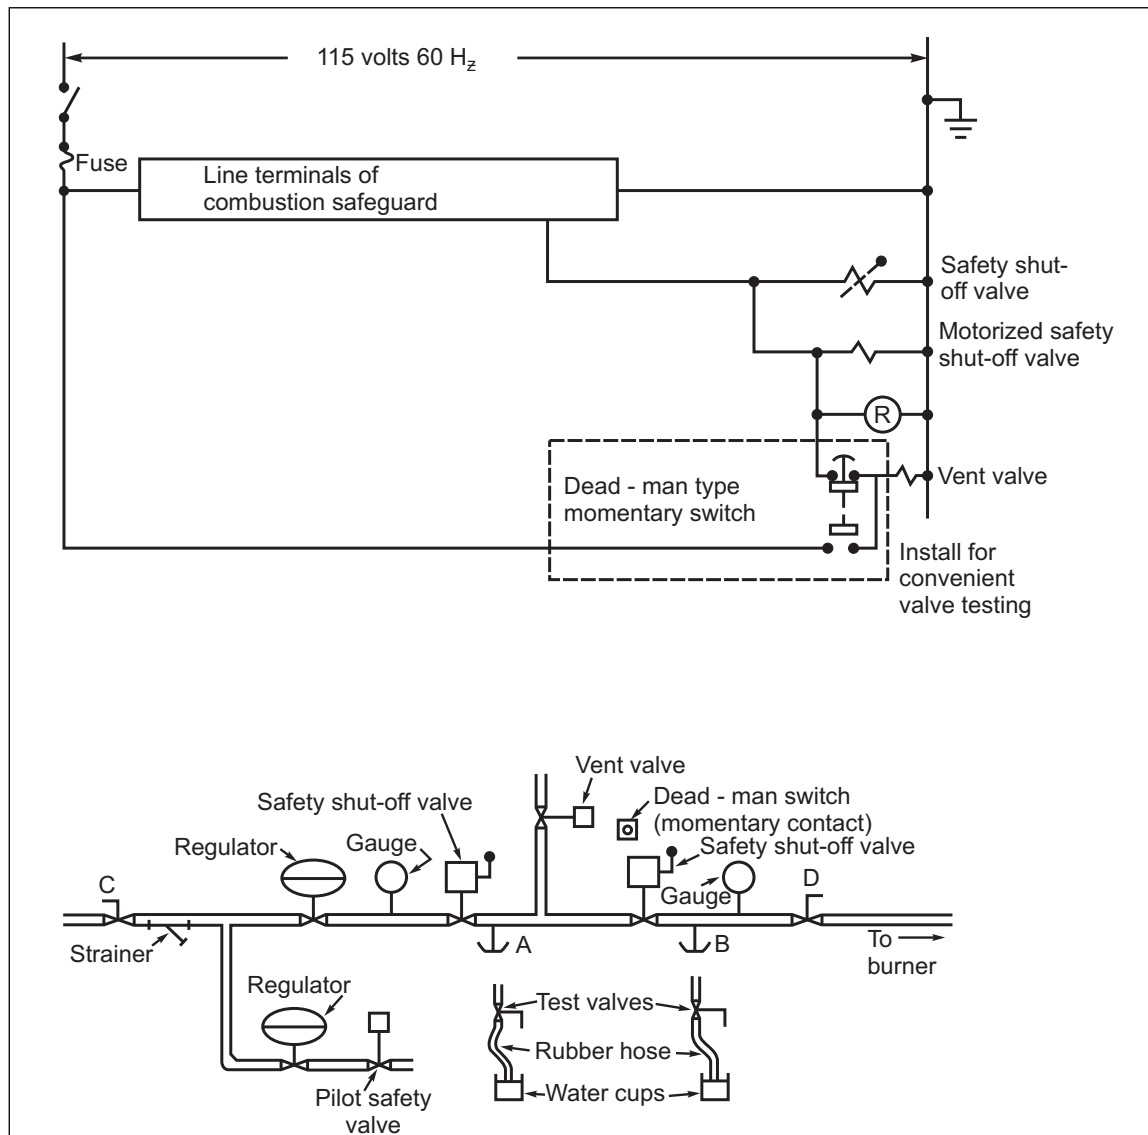 115 volts 60 Hz
Fuse
Line terminals of
combustion safeguard
Safety shut-
off valve
Motorized safety
shut-off valve
R
Dead - man type
momentary switch
Vent valve
Install for
convenient
valve testing
Vent valve
Safety shut-off valve
Dead - man switch
(momentary contact)
Regulator
Gauge
Safety shut-off valve
C
Gauge
D
Strainer
A
B
To
burner
Regulator
Test valves
Rubber hose
Water cups
Pilot safety
valve